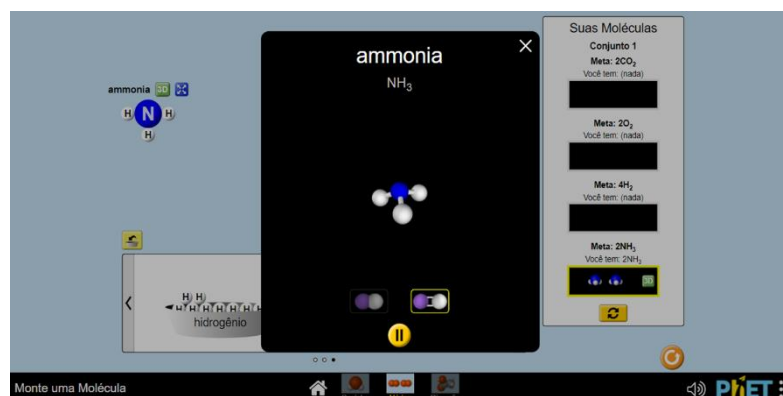 ammonia
NH₃
ammonia 3D
H N H
H
H H
H H H H H H H
hidrogênio
Suas Moléculas
Conjunto 1
Meta: 2CO₂
Você tem: (nada)
Meta: 2O₂
Você tem: (nada)
Meta: 4H₂
Você tem: (nada)
Meta: 2NH₃
Você tem: 2NH₃
3D
Monte uma Molécula
PhET